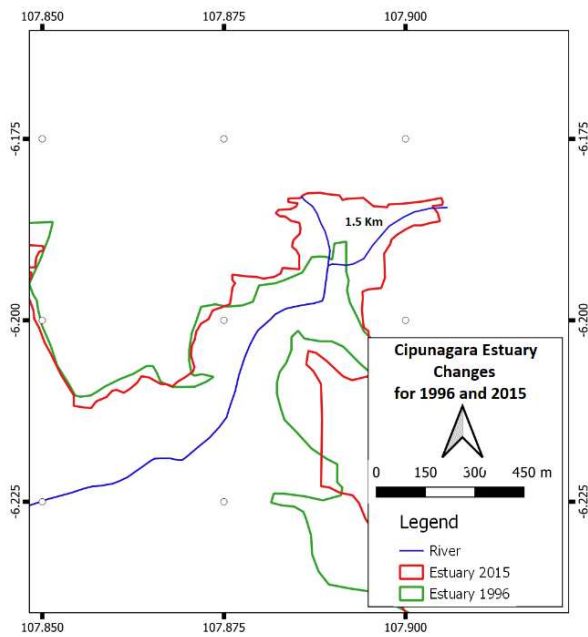 107.850 107.875 107.900
-6.175 -6.175
1.5 Km
-6.200 -6.200
Cipunagara Estuary
Changes
for 1996 and 2015
0 150 300 450 m
-6.225 -6.225
Legend
River
Estuary 2015
Estuary 1996
107.850 107.875 107.900